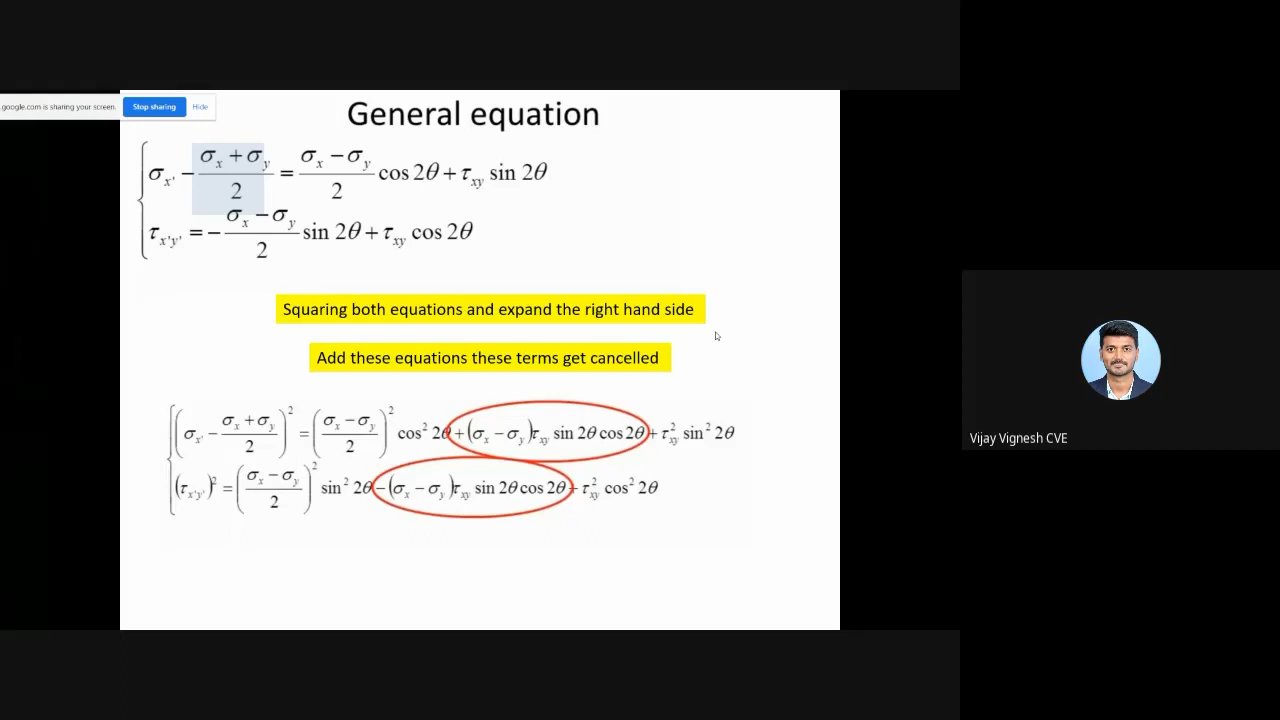 General equation
.google.com is sharing your screen. Stop sharing Hide
σx' − (σx + σy)/2 = (σx − σy)/2 cos 2θ + τxy sin 2θ
τx'y' = − (σx − σy)/2 sin 2θ + τxy cos 2θ
Squaring both equations and expand the right hand side
Add these equations these terms get cancelled
(σx' − (σx + σy)/2)² = ((σx − σy)/2)² cos² 2θ + (σx − σy)τxy sin 2θ cos 2θ + τ²xy sin² 2θ
(τx'y')² = ((σx − σy)/2)² sin² 2θ − (σx − σy)τxy sin 2θ cos 2θ + τ²xy cos² 2θ
Vijay Vignesh CVE